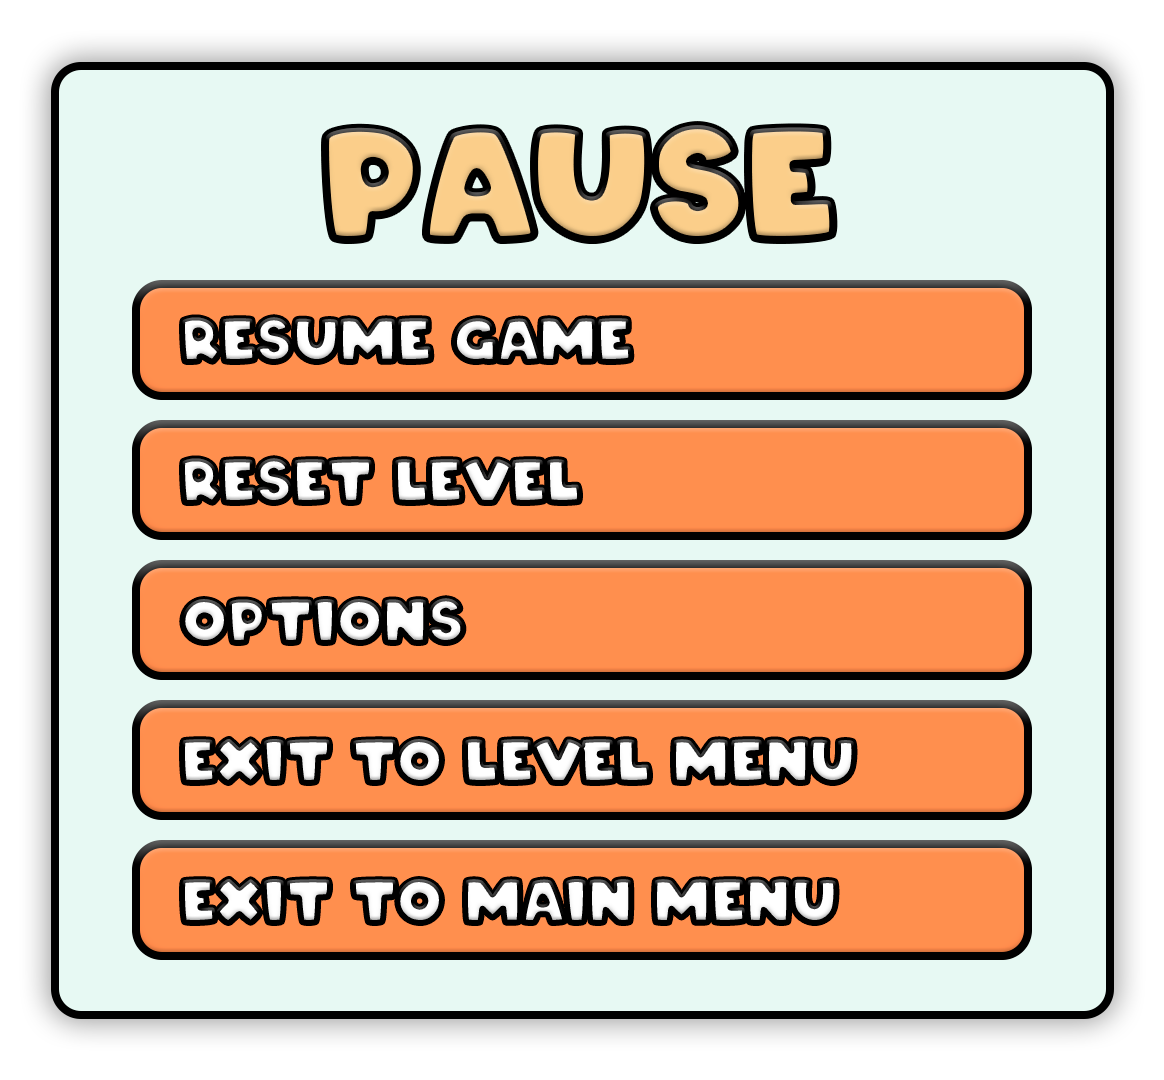 PAUSE
RESUME GAME
RESET LEVEL
OPTIONS
EXIT TO LEVEL MENU
EXIT TO MAIN MENU